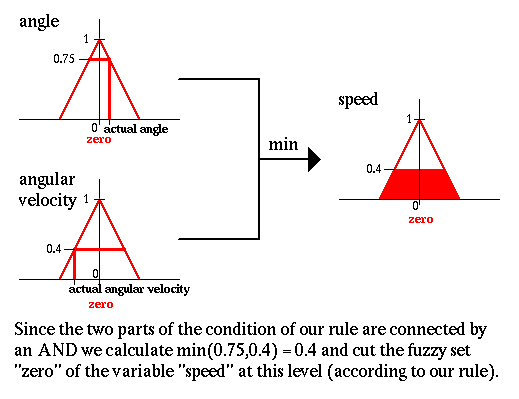 angle
1
0.75
0 actual angle
zero
angular
velocity
1
0.4
0
actual angular velocity
zero
min
speed
1
0.4
0
zero
Since the two parts of the condition of our rule are connected by
an AND we calculate min(0.75,0.4) = 0.4 and cut the fuzzy set
"zero" of the variable "speed" at this level (according to our rule).